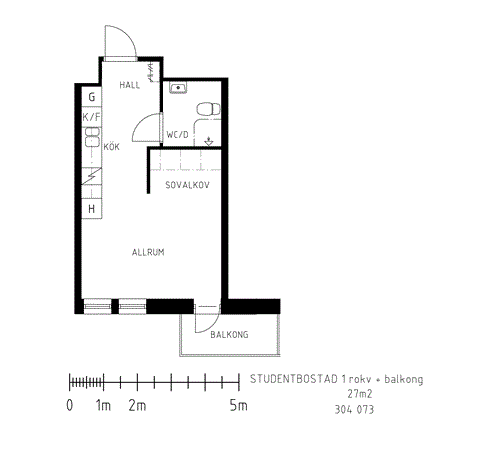 HALL
G
K/F
KÖK
WC/D
SOVALKOV
H
ALLRUM
BALKONG
STUDENTBOSTAD 1 rokv + balkong
27m2
0 1m 2m 5m
304 073